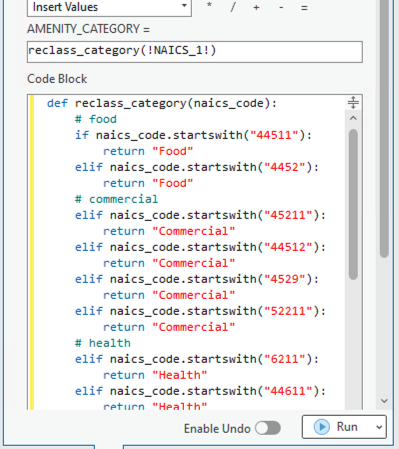 Insert Values * / + - =
AMENITY_CATEGORY =
reclass_category(!NAICS_1!)
Code Block
def reclass_category(naics_code):
    # food
    if naics_code.startswith("44511"):
        return "Food"
    elif naics_code.startswith("4452"):
        return "Food"
    # commercial
    elif naics_code.startswith("45211"):
        return "Commercial"
    elif naics_code.startswith("44512"):
        return "Commercial"
    elif naics_code.startswith("4529"):
        return "Commercial"
    elif naics_code.startswith("52211"):
        return "Commercial"
    # health
    elif naics_code.startswith("6211"):
        return "Health"
    elif naics_code.startswith("44611"):
        return "Health"
Enable Undo Run